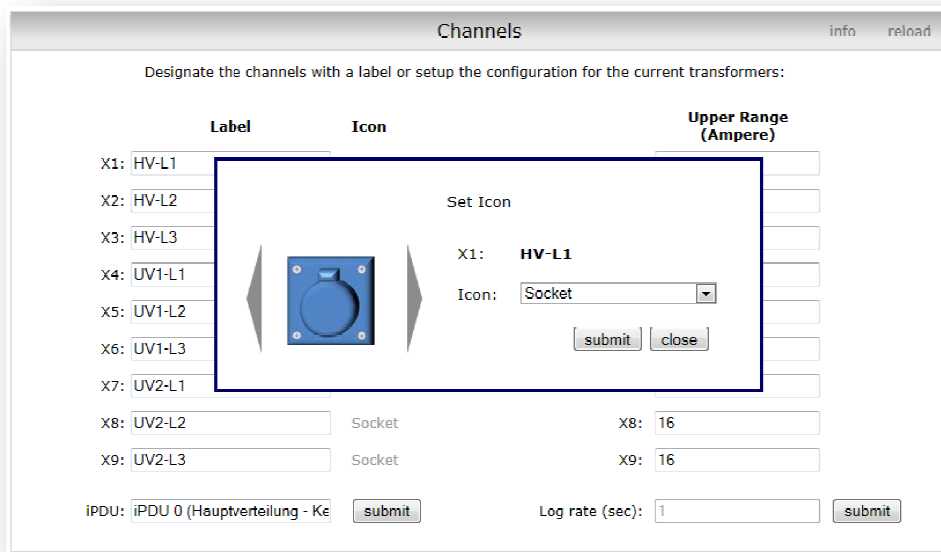 Channels info reload
Designate the channels with a label or setup the configuration for the current transformers:
Label Icon Upper Range (Ampere)
X1: HV-L1
X2: HV-L2
X3: HV-L3
X4: UV1-L1
X5: UV1-L2
X6: UV1-L3
X7: UV2-L1
Set Icon
X1: HV-L1
Icon: Socket
submit close
X8: UV2-L2 Socket X8: 16
X9: UV2-L3 Socket X9: 16
iPDU: iPDU 0 (Hauptverteilung - Ke submit Log rate (sec): 1 submit